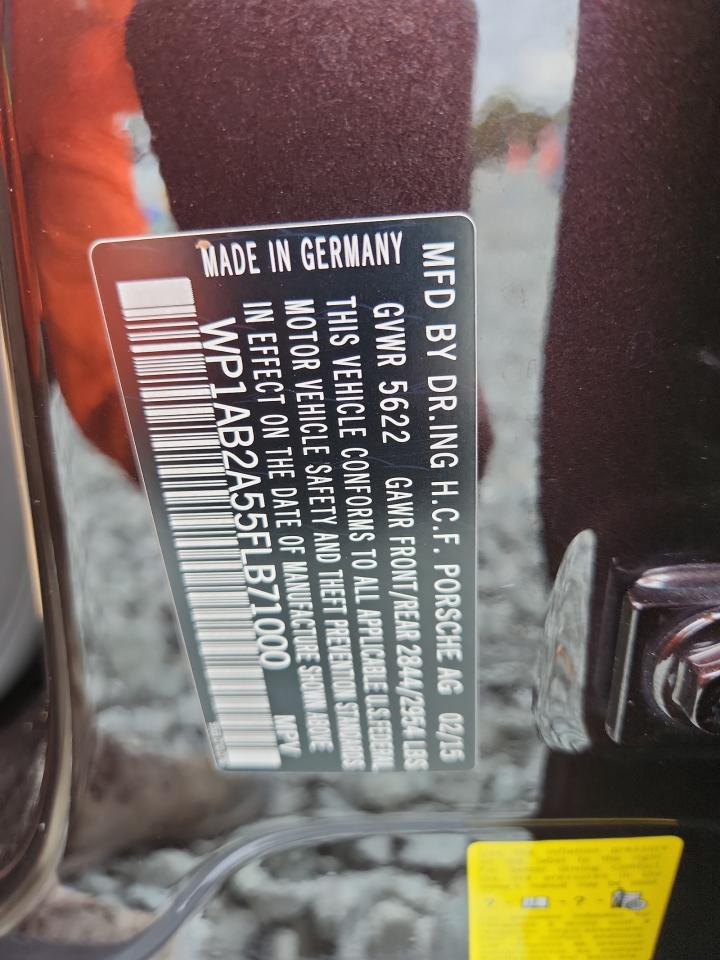 MFD BY DR.ING H.C.F. PORSCHE AG 02/15
GVWR 5622 GAWR FRONT/REAR 2844/2954 LBS
THIS VEHICLE CONFORMS TO ALL APPLICABLE U.S.FEDERAL
MOTOR VEHICLE SAFETY AND THEFT PREVENTION STANDARDS
IN EFFECT ON THE DATE OF MANUFACTURE SHOWN ABOVE
MADE IN GERMANY
WP1AB2A55FLB71000 MPV